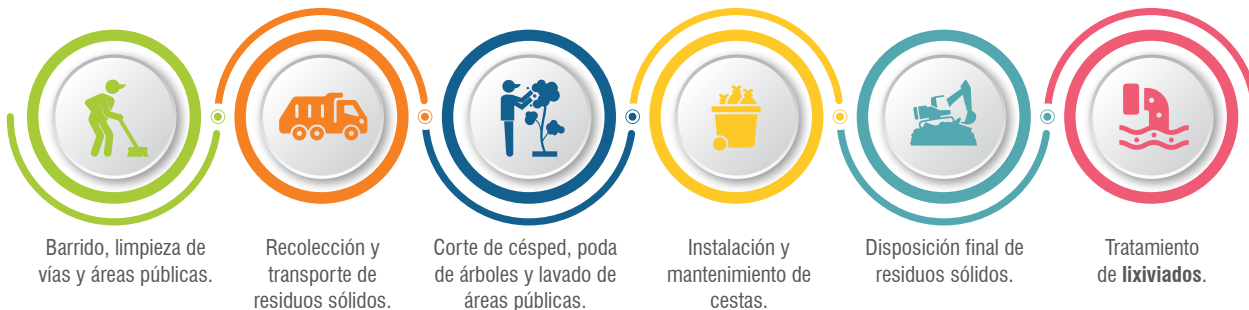 Barrido, limpieza de
vías y áreas públicas.
Recolección y
transporte de
residuos sólidos.
Corte de césped, poda
de árboles y lavado de
áreas públicas.
Instalación y
mantenimiento de
cestas.
Disposición final de
residuos sólidos.
Tratamiento
de lixiviados.